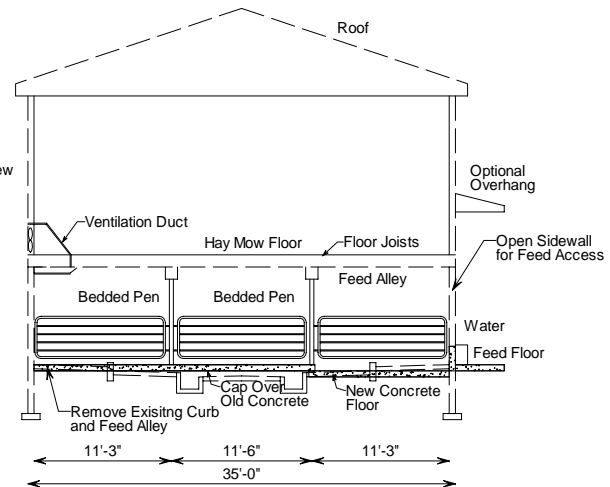 Roof
ew
Optional
Overhang
Ventilation Duct
Hay Mow Floor
Floor Joists
Open Sidewall
for Feed Access
Feed Alley
Bedded Pen
Bedded Pen
Water
Feed Floor
Cap Over
Old Concrete
New Concrete
Floor
Remove Exisitng Curb
and Feed Alley
11'-3"
11'-6"
11'-3"
35'-0"